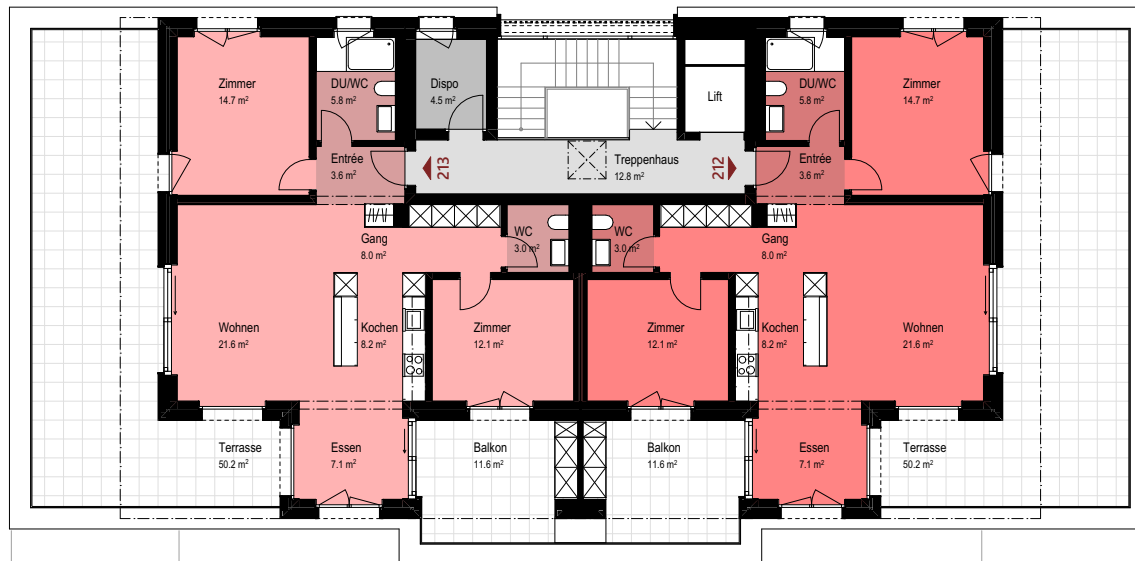 Zimmer
14.7 m²
DU/WC
5.8 m²
Dispo
4.5 m²
Lift
DU/WC
5.8 m²
Zimmer
14.7 m²
Entrée
3.6 m²
213
Treppenhaus
12.8 m²
212
Entrée
3.6 m²
Gang
8.0 m²
WC
3.0 m²
WC
3.0 m²
Gang
8.0 m²
Wohnen
21.6 m²
Kochen
8.2 m²
Zimmer
12.1 m²
Zimmer
12.1 m²
Kochen
8.2 m²
Wohnen
21.6 m²
Terrasse
50.2 m²
Essen
7.1 m²
Balkon
11.6 m²
Balkon
11.6 m²
Essen
7.1 m²
Terrasse
50.2 m²